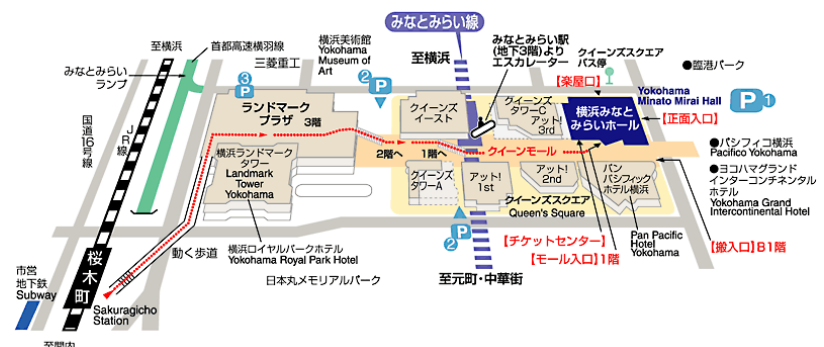 みなとみらい線
至横浜
首都高速横羽線
三菱重工
みなとみらい
ランプ
横浜美術館
Yokohama
Museum of
Art
至横浜
みなとみらい駅
(地下3階)より
エスカレーター
クイーンズスクエア
バス停
●臨港パーク
【楽屋口】
3
P
2
P
P
1
国道16号線
JR線
ランドマーク
プラザ 3階
クイーンズ
イースト
クイーンズ
タワーC
アット!
3rd
Yokohama
Minato Mirai Hall
横浜みなと
みらいホール
【正面入口】
2階へ
1階へ
クイーンモール
横浜ランドマーク
タワー
Landmark
Tower
Yokohama
クイーンズ
タワーA
アット!
1st
アット!
2nd
パン
パシフィック
ホテル横浜
●パシフィコ横浜
Pacifico Yokohama
●ヨコハマグランド
インターコンチネンタル
ホテル
Yokohama Grand
Intercontinental Hotel
クイーンズスクエア
Queen's Square
P
2
Pan Pacific
Hotel
Yokohama
【チケットセンター】
【モール入口】1階
【搬入口】B1階
動く歩道
横浜ロイヤルパークホテル
Yokohama Royal Park Hotel
日本丸メモリアルパーク
至元町・中華街
桜木町
市営
地下鉄
Subway
Sakuragicho
Station
至関内